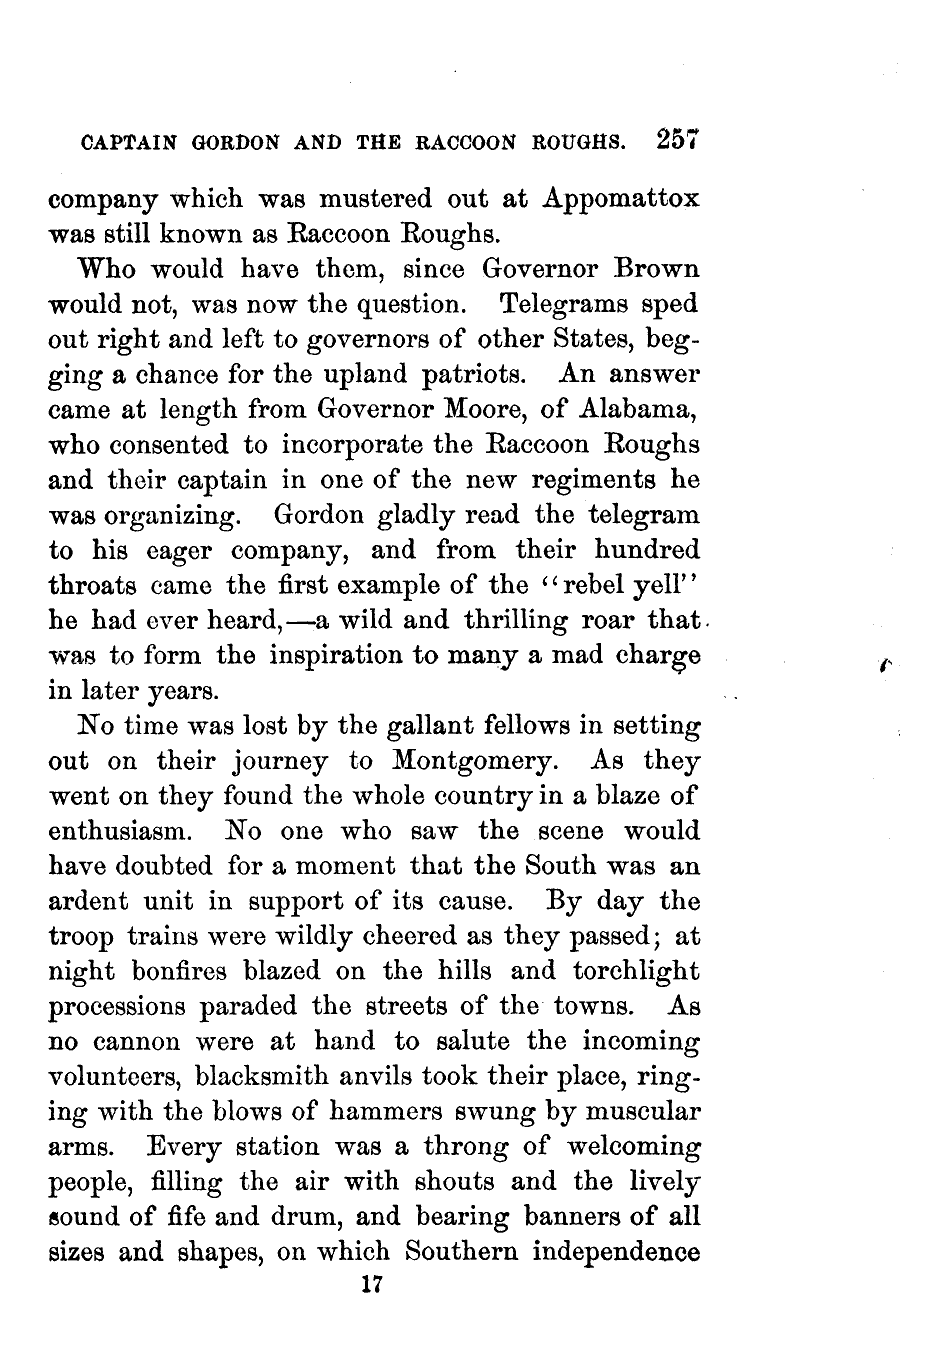 CAPTAIN GORDON AND THE RACCOON ROUGHS. 257
company which was mustered out at Appomattox
was still known as Raccoon Roughs.
Who would have them, since Governor Brown
would not, was now the question. Telegrams sped
out right and left to governors of other States, beg-
ging a chance for the upland patriots. An answer
came at length from Governor Moore, of Alabama,
who consented to incorporate the Raccoon Roughs
and their captain in one of the new regiments he
was organizing. Gordon gladly read the telegram
to his eager company, and from their hundred
throats came the first example of the “rebel yell”
he had ever heard,—a wild and thrilling roar that
was to form the inspiration to many a mad charge
in later years.
No time was lost by the gallant fellows in setting
out on their journey to Montgomery. As they
went on they found the whole country in a blaze of
enthusiasm. No one who saw the scene would
have doubted for a moment that the South was an
ardent unit in support of its cause. By day the
troop trains were wildly cheered as they passed; at
night bonfires blazed on the hills and torchlight
processions paraded the streets of the towns. As
no cannon were at hand to salute the incoming
volunteers, blacksmith anvils took their place, ring-
ing with the blows of hammers swung by muscular
arms. Every station was a throng of welcoming
people, filling the air with shouts and the lively
sound of fife and drum, and bearing banners of all
sizes and shapes, on which Southern independence
17